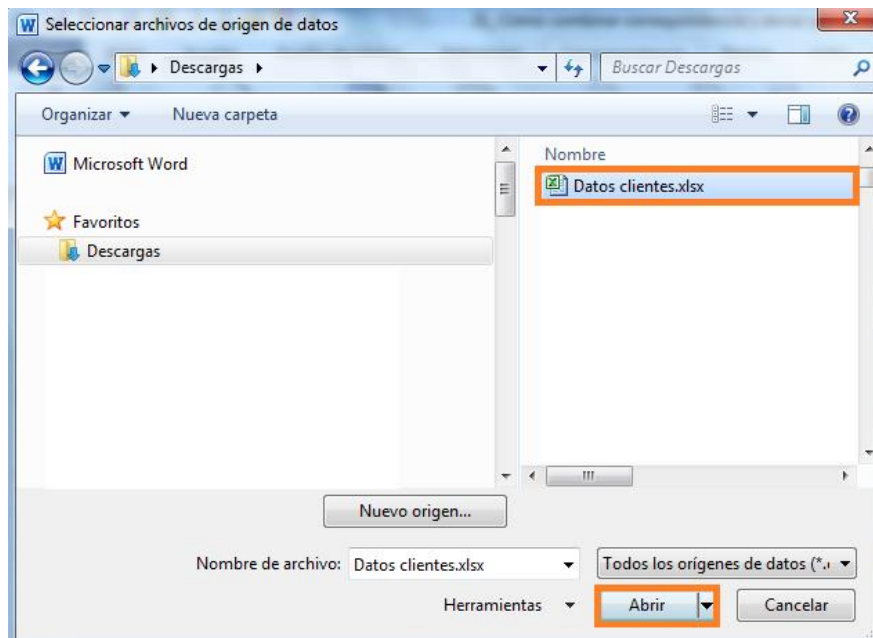 Seleccionar archivos de origen de datos
Descargas
Buscar Descargas
Organizar
Nueva carpeta
Microsoft Word
Nombre
Datos clientes.xlsx
Favoritos
Descargas
Nuevo origen...
Nombre de archivo: Datos clientes.xlsx
Todos los orígenes de datos (*.
Herramientas
Abrir
Cancelar